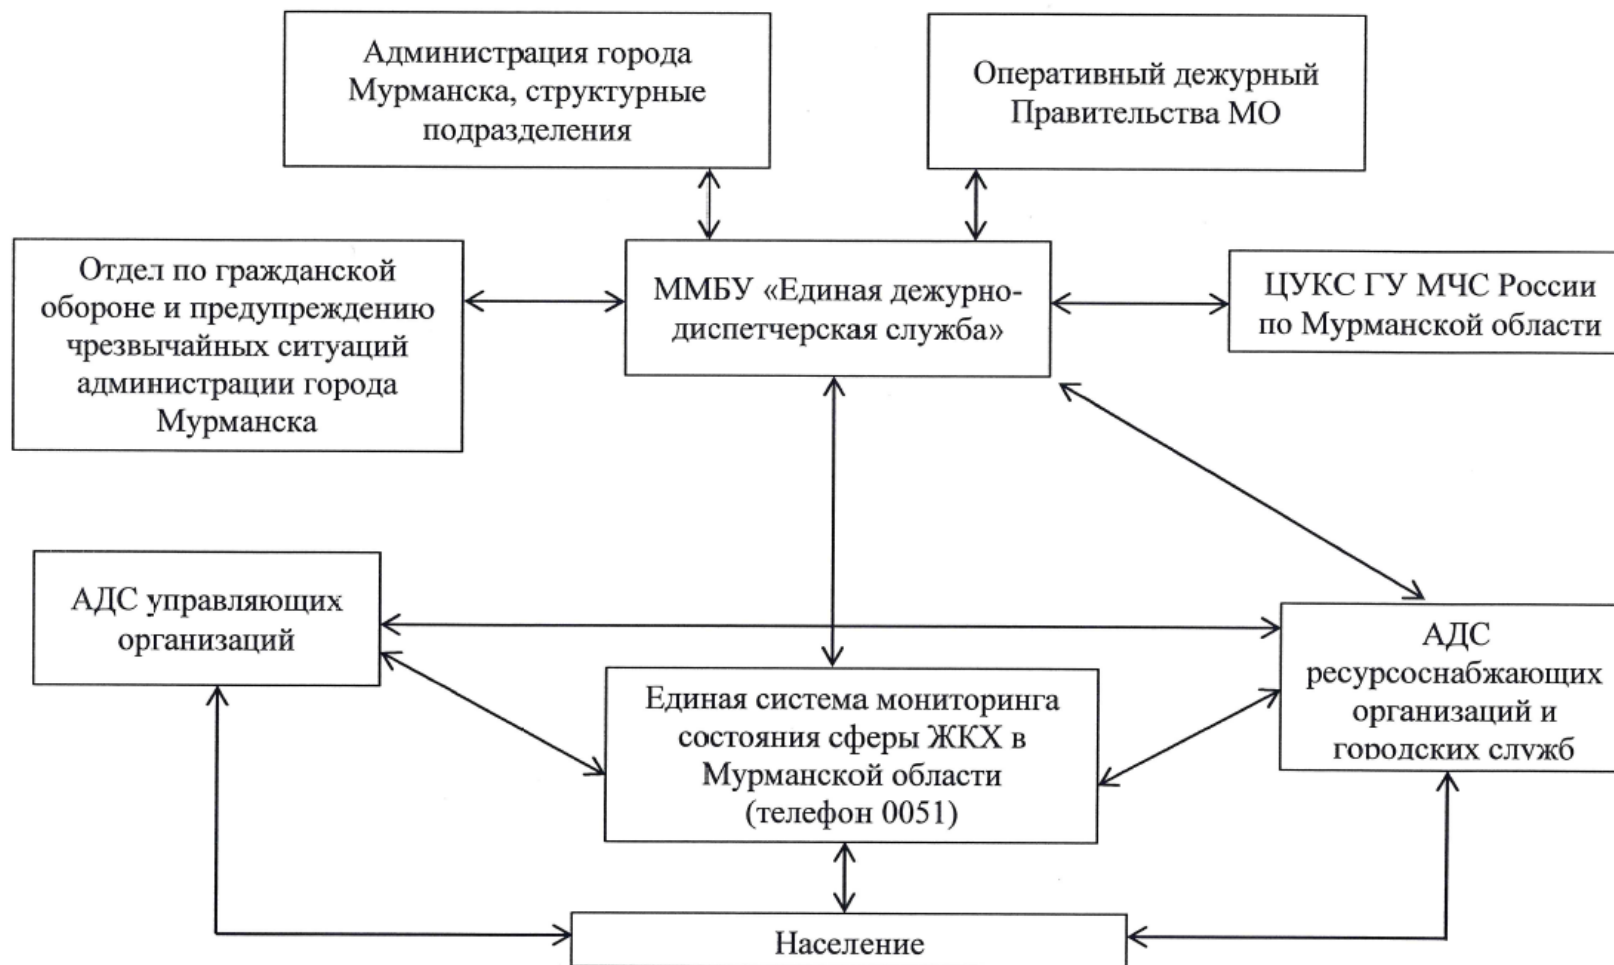 Администрация города
Мурманска, структурные
подразделения
Оперативный дежурный
Правительства МО
Отдел по гражданской
обороне и предупреждению
чрезвычайных ситуаций
администрации города
Мурманска
ММБУ «Единая дежурно-
диспетчерская служба»
ЦУКС ГУ МЧС России
по Мурманской области
АДС управляющих
организаций
АДС
ресурсоснабжающих
организаций и
городских служб
Единая система мониторинга
состояния сферы ЖКХ в
Мурманской области
(телефон 0051)
Население